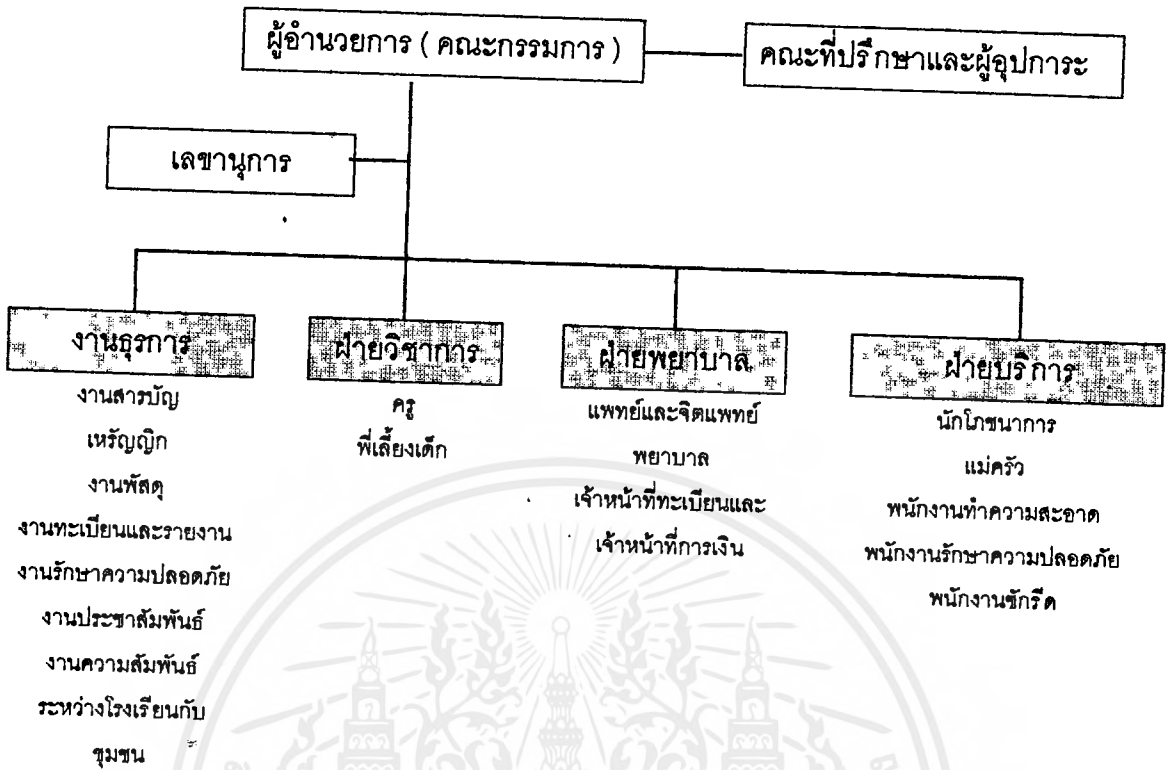 ผู้อำนวยการ ( คณะกรรมการ )
คณะที่ปรึกษาและผู้อุปการะ
เลขานุการ
งานธุรการ
งานสารบัญ
เหรัญญิก
งานพัสดุ
งานทะเบียนและรายงาน
งานรักษาความปลอดภัย
งานประชาสัมพันธ์
งานความสัมพันธ์
ระหว่างโรงเรียนกับ
ชุมชน
ฝ่ายวิชาการ
ครู
พี่เลี้ยงเด็ก
ฝ่ายพยาบาล
แพทย์และจิตแพทย์
พยาบาล
เจ้าหน้าที่ทะเบียนและ
เจ้าหน้าที่การเงิน
ฝ่ายบริการ
นักโภชนาการ
แม่ครัว
พนักงานทำความสะอาด
พนักงานรักษาความปลอดภัย
พนักงานซักรีด